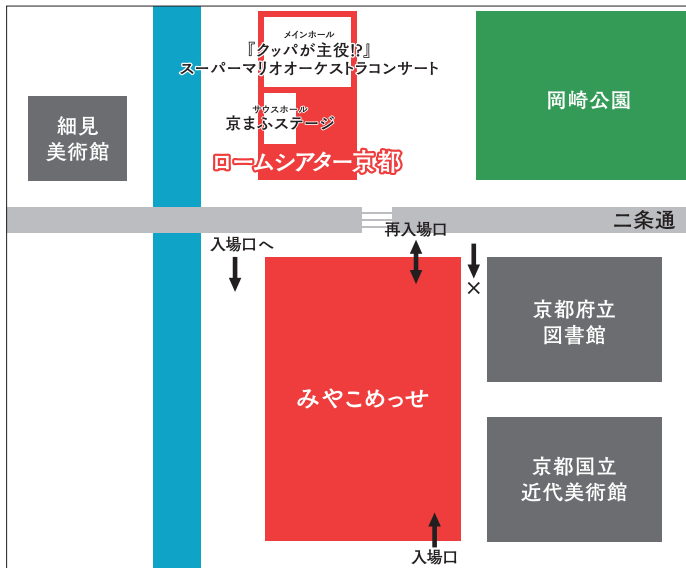 メインホール
『クッパが主役!?』
スーパーマリオオーケストラコンサート
サウスホール
京まふステージ
ロームシアター京都
岡崎公園
細見
美術館
二条通
再入場口
入場口へ
×
京都府立
図書館
みやこめっせ
京都国立
近代美術館
入場口